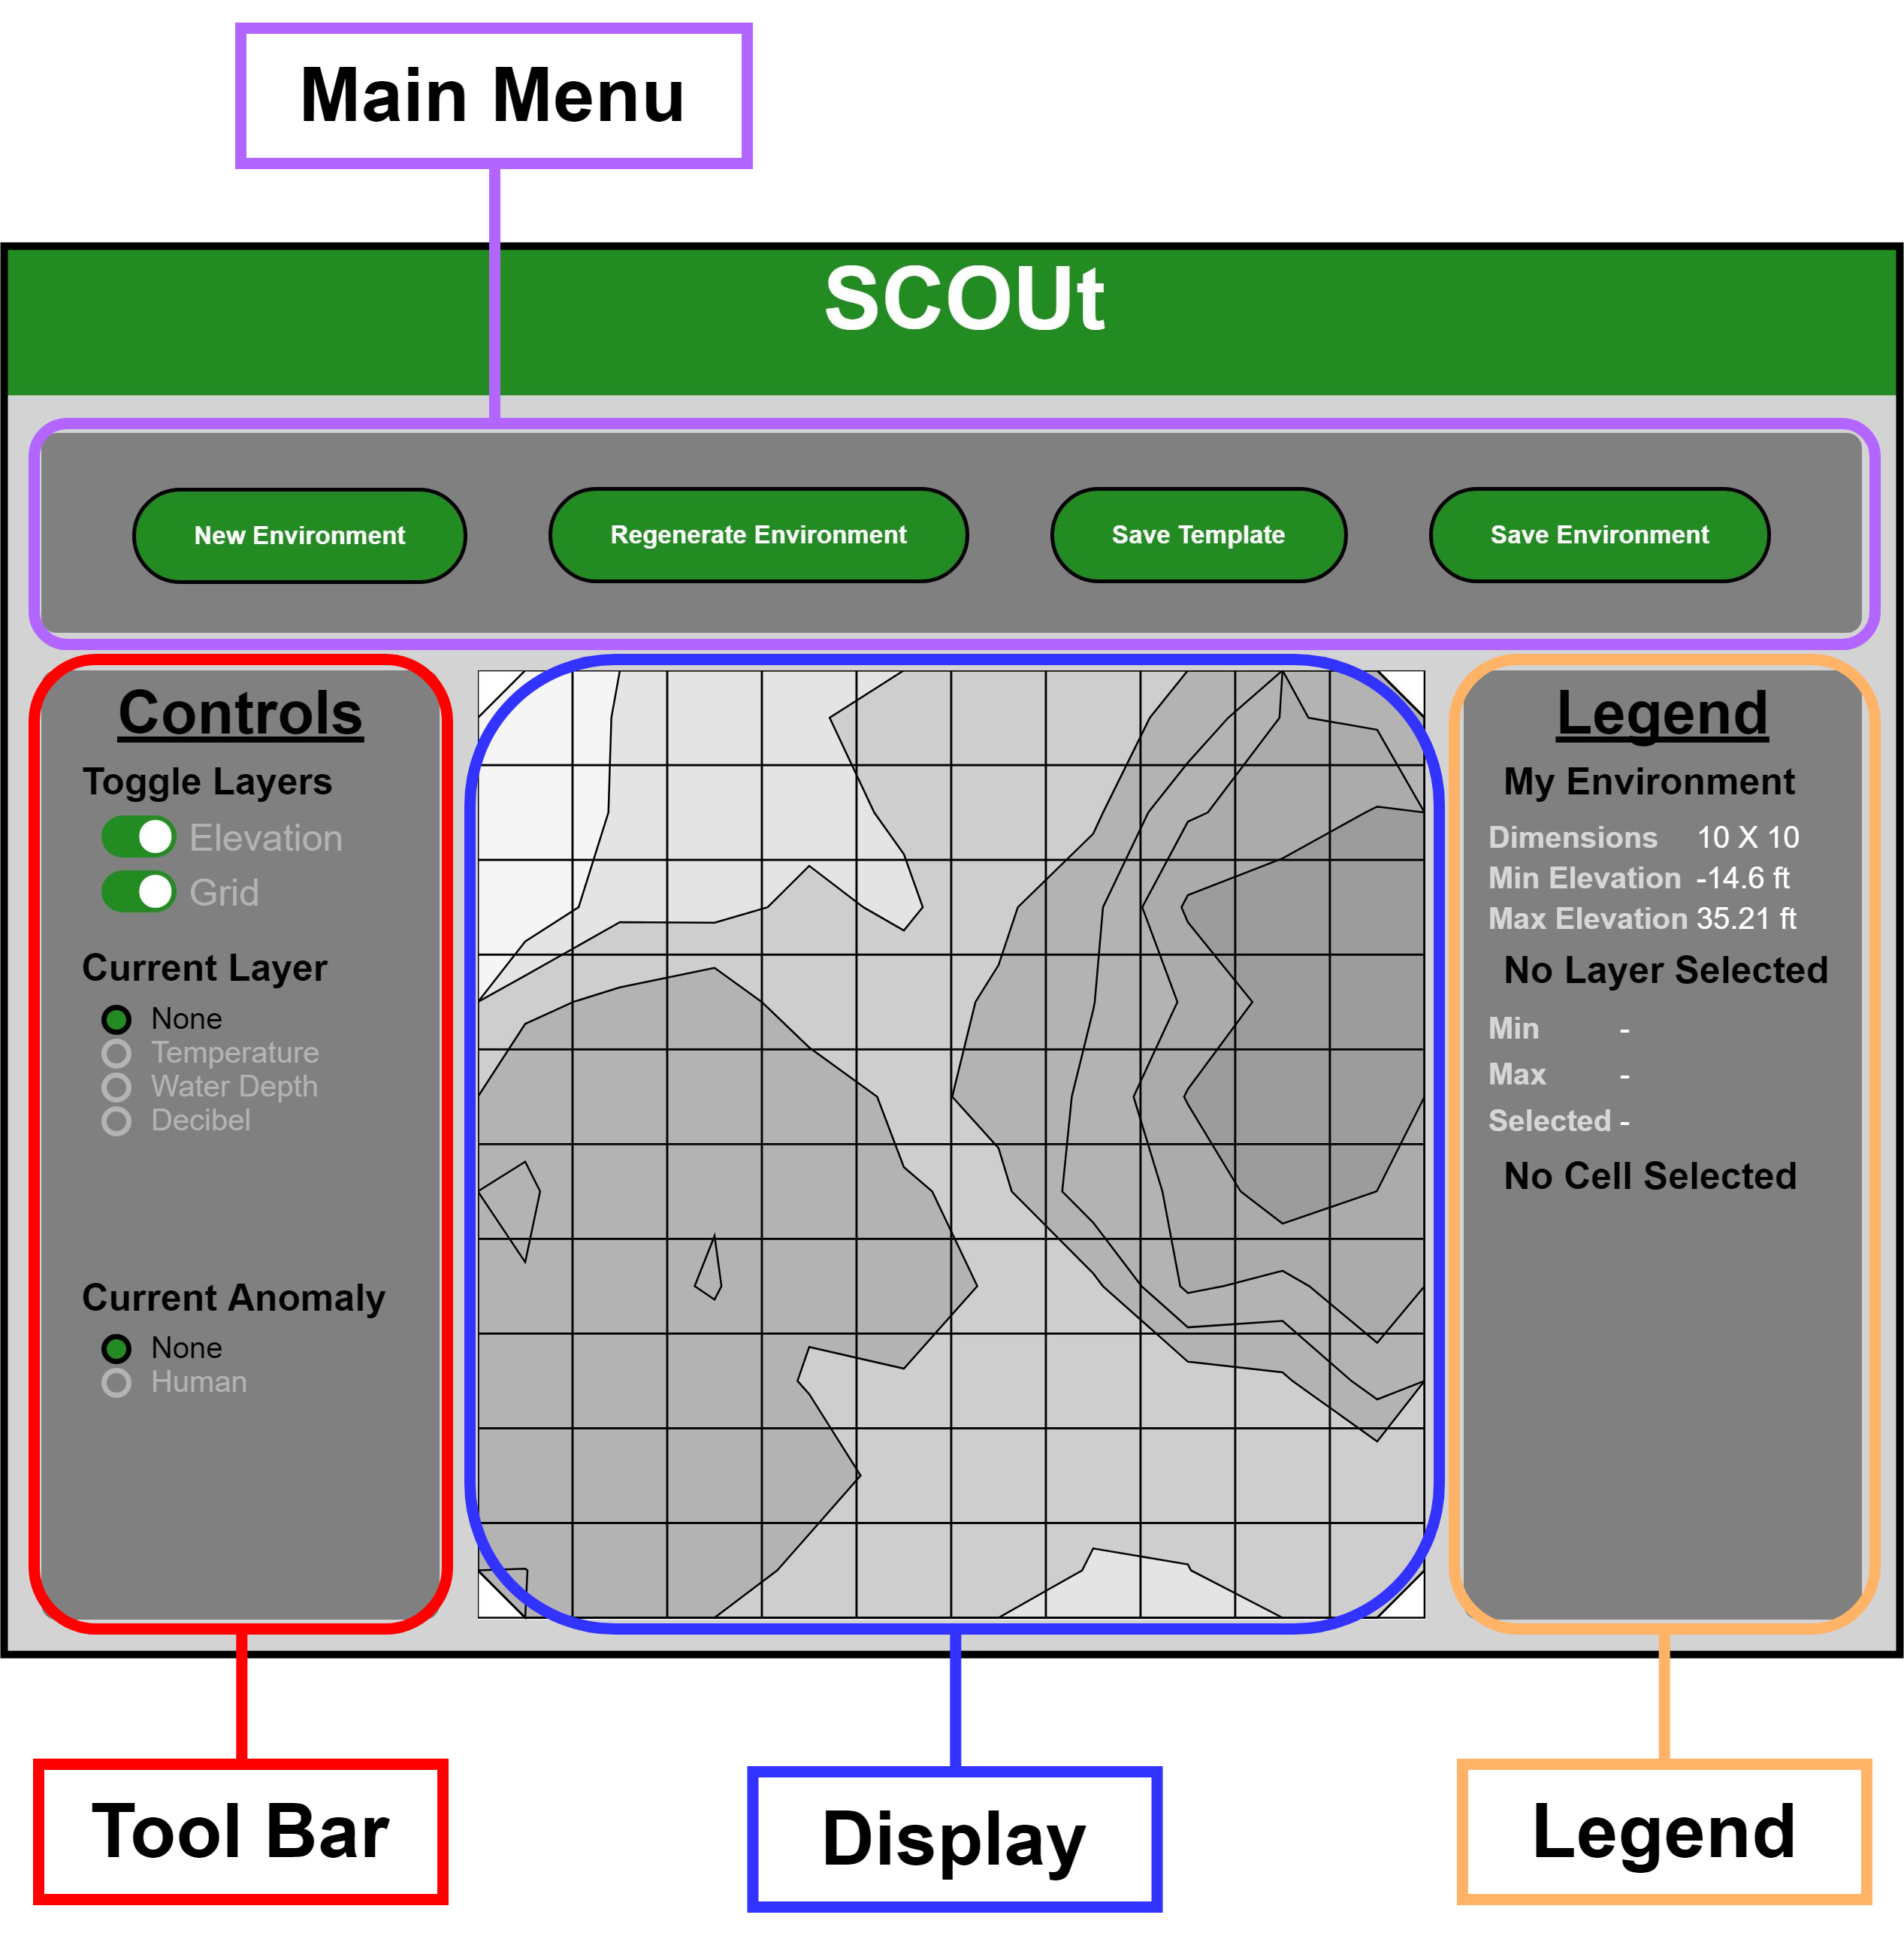 Main Menu
SCOUt
New Environment
Regenerate Environment
Save Template
Save Environment
Controls
Toggle Layers
Elevation
Grid
Current Layer
None
Temperature
Water Depth
Decibel
Current Anomaly
None
Human
Legend
My Environment
Dimensions 10 X 10
Min Elevation -14.6 ft
Max Elevation 35.21 ft
No Layer Selected
Min -
Max -
Selected -
No Cell Selected
Tool Bar
Display
Legend